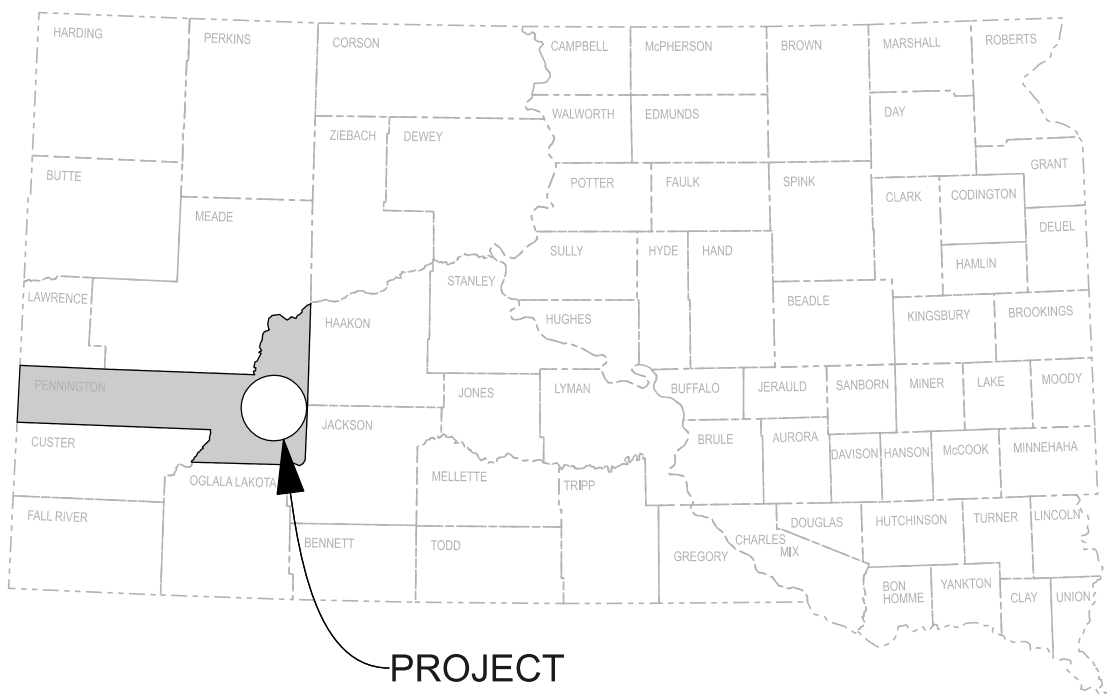 HARDING
PERKINS
CORSON
CAMPBELL
McPHERSON
BROWN
MARSHALL
ROBERTS
WALWORTH
EDMUNDS
DAY
ZIEBACH
DEWEY
GRANT
BUTTE
POTTER
FAULK
SPINK
CLARK
CODINGTON
MEADE
DEUEL
SULLY
HYDE
HAND
HAMLIN
STANLEY
LAWRENCE
BEADLE
KINGSBURY
BROOKINGS
HAAKON
HUGHES
PENNINGTON
JONES
LYMAN
BUFFALO
JERAULD
SANBORN
MINER
LAKE
MOODY
CUSTER
JACKSON
BRULE
AURORA
DAVISON
HANSON
McCOOK
MINNEHAHA
OGLALA LAKOTA
MELLETTE
TRIPP
FALL RIVER
BENNETT
TODD
GREGORY
CHARLES
MIX
DOUGLAS
HUTCHINSON
TURNER
LINCOLN
BON
HOMME
YANKTON
CLAY
UNION
PROJECT